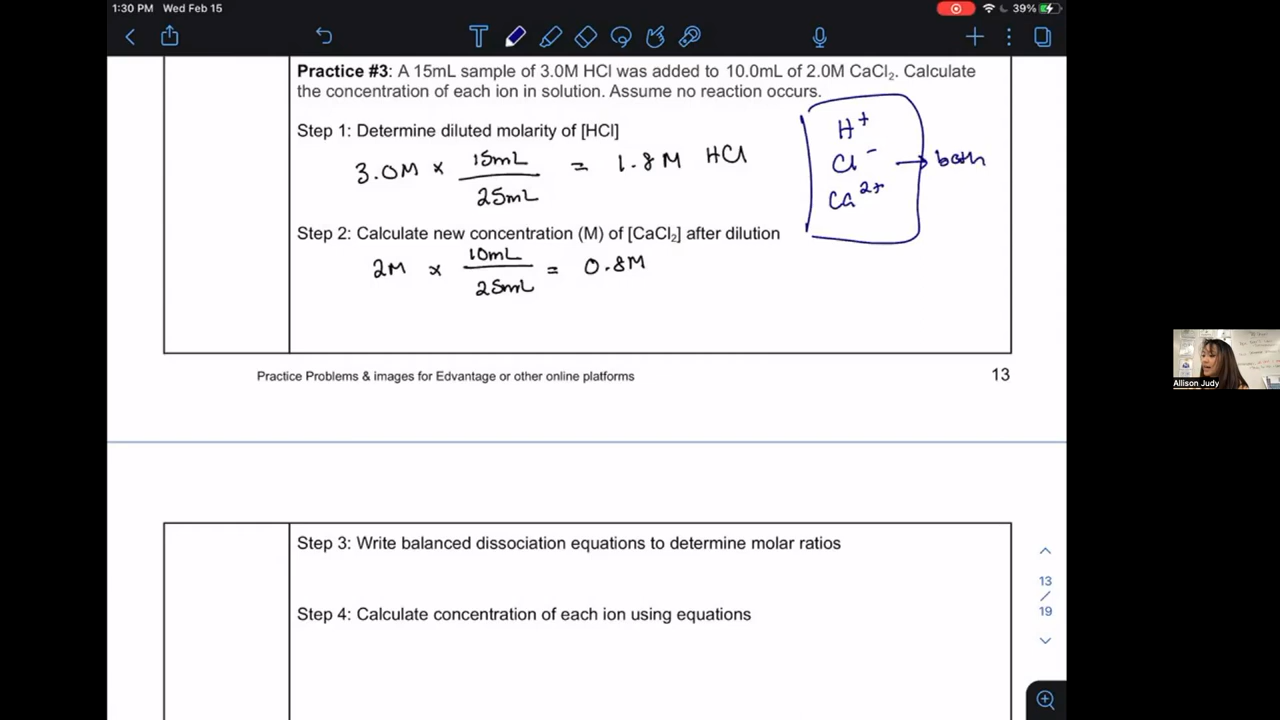 1:30 PM Wed Feb 15
39%
Practice #3: A 15mL sample of 3.0M HCl was added to 10.0mL of 2.0M CaCl₂. Calculate
the concentration of each ion in solution. Assume no reaction occurs.
H⁺
Cl⁻ → both
Ca²⁺
Step 1: Determine diluted molarity of [HCl]
3.0M × 15mL / 25mL = 1.8M HCl
Step 2: Calculate new concentration (M) of [CaCl₂] after dilution
2M × 10mL / 25mL = 0.8M
Allison Judy
Practice Problems & images for Edvantage or other online platforms
13
Step 3: Write balanced dissociation equations to determine molar ratios
13
/
19
Step 4: Calculate concentration of each ion using equations